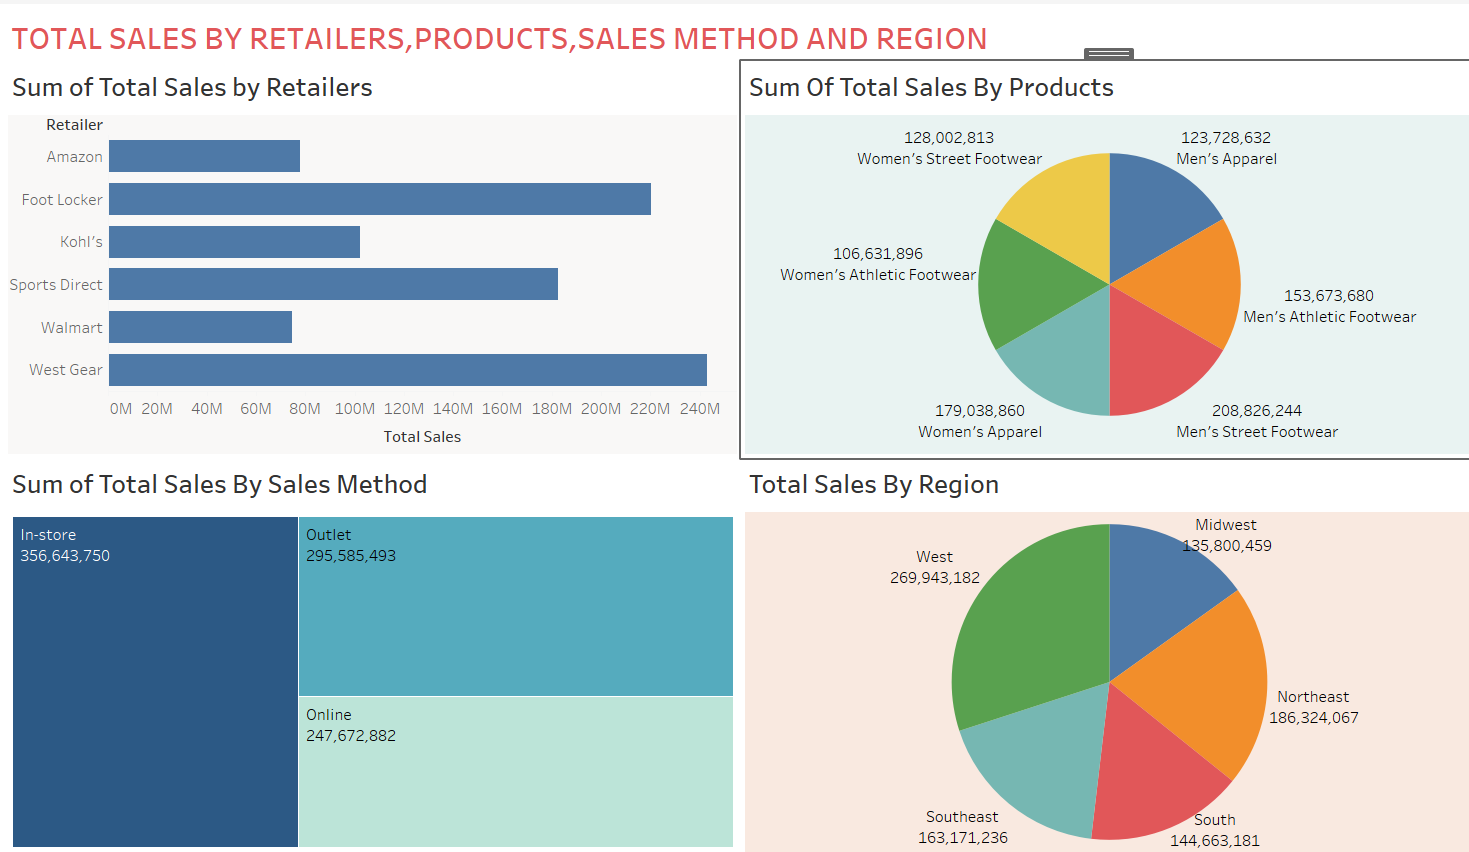 TOTAL SALES BY RETAILERS,PRODUCTS,SALES METHOD AND REGION
Sum of Total Sales by Retailers
Retailer
Amazon
Foot Locker
Kohl's
Sports Direct
Walmart
West Gear
0M 20M 40M 60M 80M 100M 120M 140M 160M 180M 200M 220M 240M
Total Sales
Sum Of Total Sales By Products
128,002,813
Women's Street Footwear
123,728,632
Men's Apparel
106,631,896
Women's Athletic Footwear
153,673,680
Men's Athletic Footwear
179,038,860
Women's Apparel
208,826,244
Men's Street Footwear
Sum of Total Sales By Sales Method
In-store
356,643,750
Outlet
295,585,493
Online
247,672,882
Total Sales By Region
Midwest
135,800,459
West
269,943,182
Northeast
186,324,067
Southeast
163,171,236
South
144,663,181